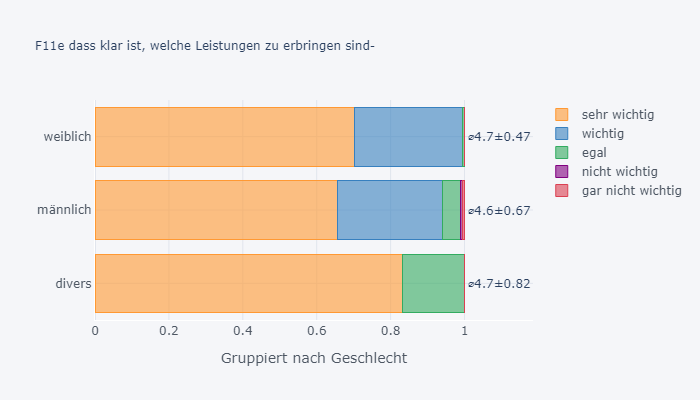 F11e dass klar ist, welche Leistungen zu erbringen sind-
weiblich
⌀4.7±0.47
männlich
⌀4.6±0.67
divers
⌀4.7±0.82
0 0.2 0.4 0.6 0.8 1
Gruppiert nach Geschlecht
sehr wichtig
wichtig
egal
nicht wichtig
gar nicht wichtig